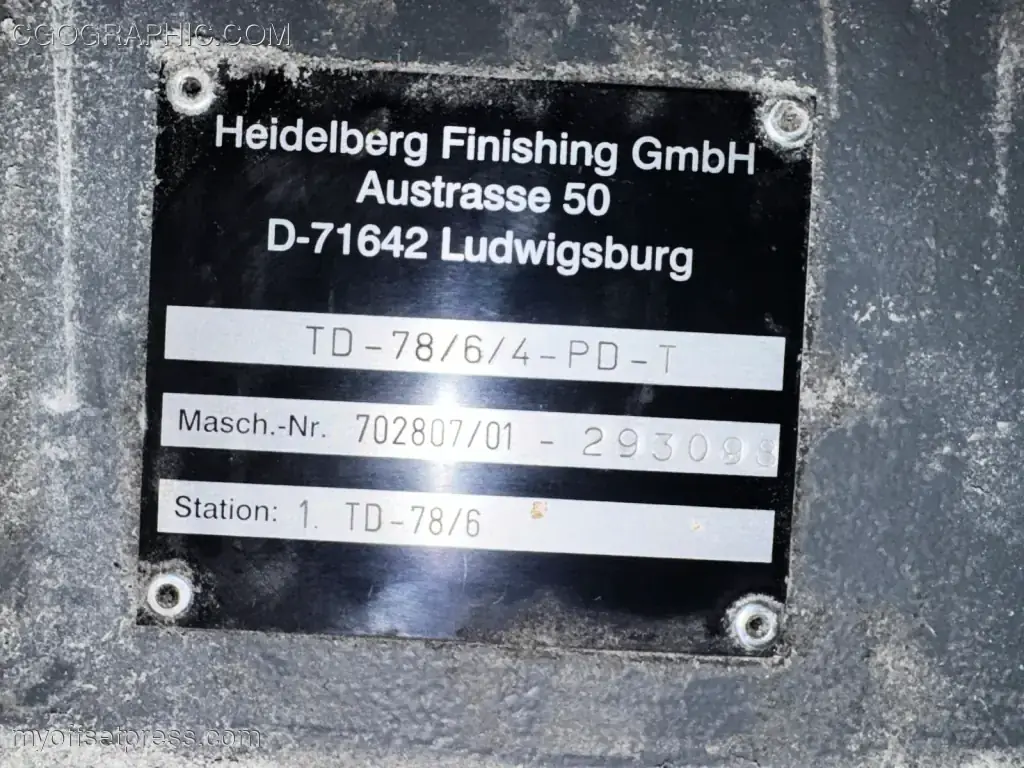 CGOGRAPHIC.COM
Heidelberg Finishing GmbH
Austrasse 50
D-71642 Ludwigsburg
TD-78/6/4-PD-T
Masch.-Nr. 702807/01 - 293098
Station: 1. TD-78/6
myoffsetpress.com